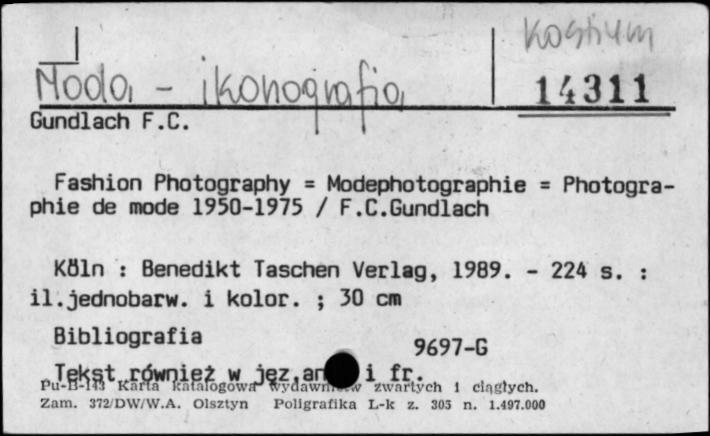 Kostium
Moda - ikonografia
14311
Gundlach F.C.
Fashion Photography = Modephotographie = Photogra-
phie de mode 1950-1975 / F.C.Gundlach
Köln : Benedikt Taschen Verlag, 1989. - 224 s. :
il.jednobarw. i kolor. ; 30 cm
Bibliografia
9697-G
Tekst również w jęz. i fr.
Pu-B-143 Karta katalogowa wydawnictw zwartych i ciągłych.
Zam. 372/DW/W.A. Olsztyn Poligrafika L-k z. 305 n. 1.497.000